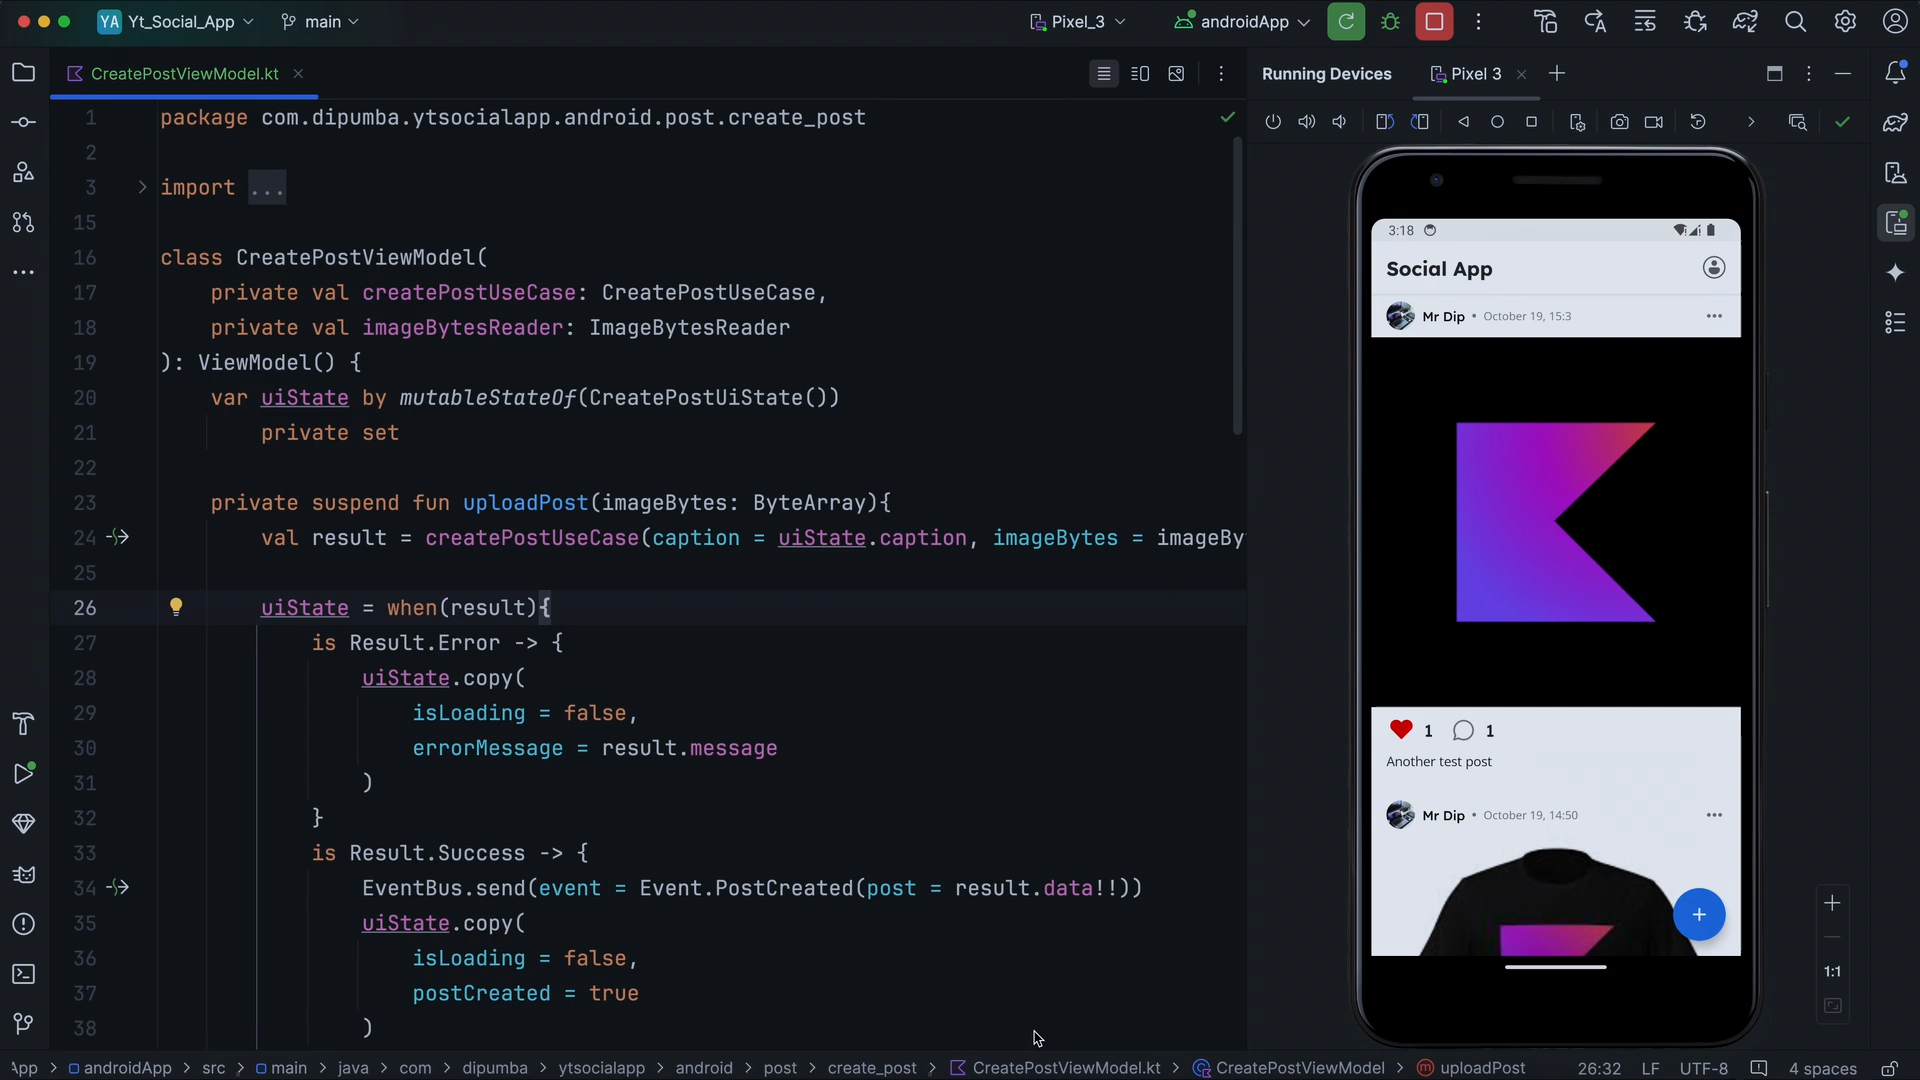 YA Yt_Social_App main Pixel_3 androidApp
CreatePostViewModel.kt
Running Devices Pixel 3
1 package com.dipumba.ytsocialapp.android.post.create_post
2
3 import ...
15
16 class CreatePostViewModel(
17 private val createPostUseCase: CreatePostUseCase,
18 private val imageBytesReader: ImageBytesReader
19 ): ViewModel() {
20 var uiState by mutableStateOf(CreatePostUiState())
21 private set
22
23 private suspend fun uploadPost(imageBytes: ByteArray){
24 val result = createPostUseCase(caption = uiState.caption, imageBytes = imageBy
25
26 uiState = when(result){
27 is Result.Error -> {
28 uiState.copy(
29 isLoading = false,
30 errorMessage = result.message
31 )
32 }
33 is Result.Success -> {
34 EventBus.send(event = Event.PostCreated(post = result.data!!))
35 uiState.copy(
36 isLoading = false,
37 postCreated = true
38 )
3:18
Social App
Mr Dip • October 19, 15:3
1 1
Another test post
Mr Dip • October 19, 14:50
+
1:1
App > androidApp > src > main > java > com > dipumba > ytsocialapp > android > post > create_post > CreatePostViewModel.kt > CreatePostViewModel > uploadPost 26:32 LF UTF-8 4 spaces